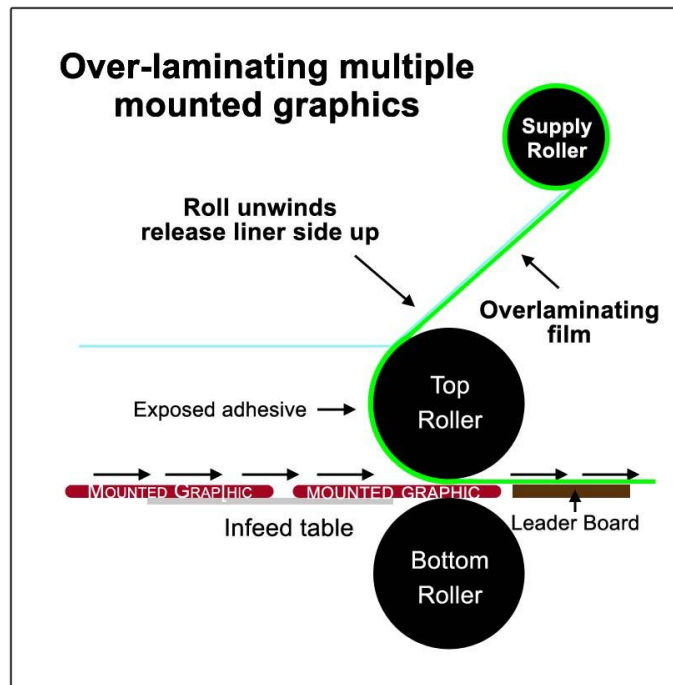 Over-laminating multiple
mounted graphics
Supply
Roller
Roll unwinds
release liner side up
Overlaminating
film
Top
Roller
Exposed adhesive
MOUNTED GRAPHIC
MOUNTED GRAPHIC
Infeed table
Leader Board
Bottom
Roller